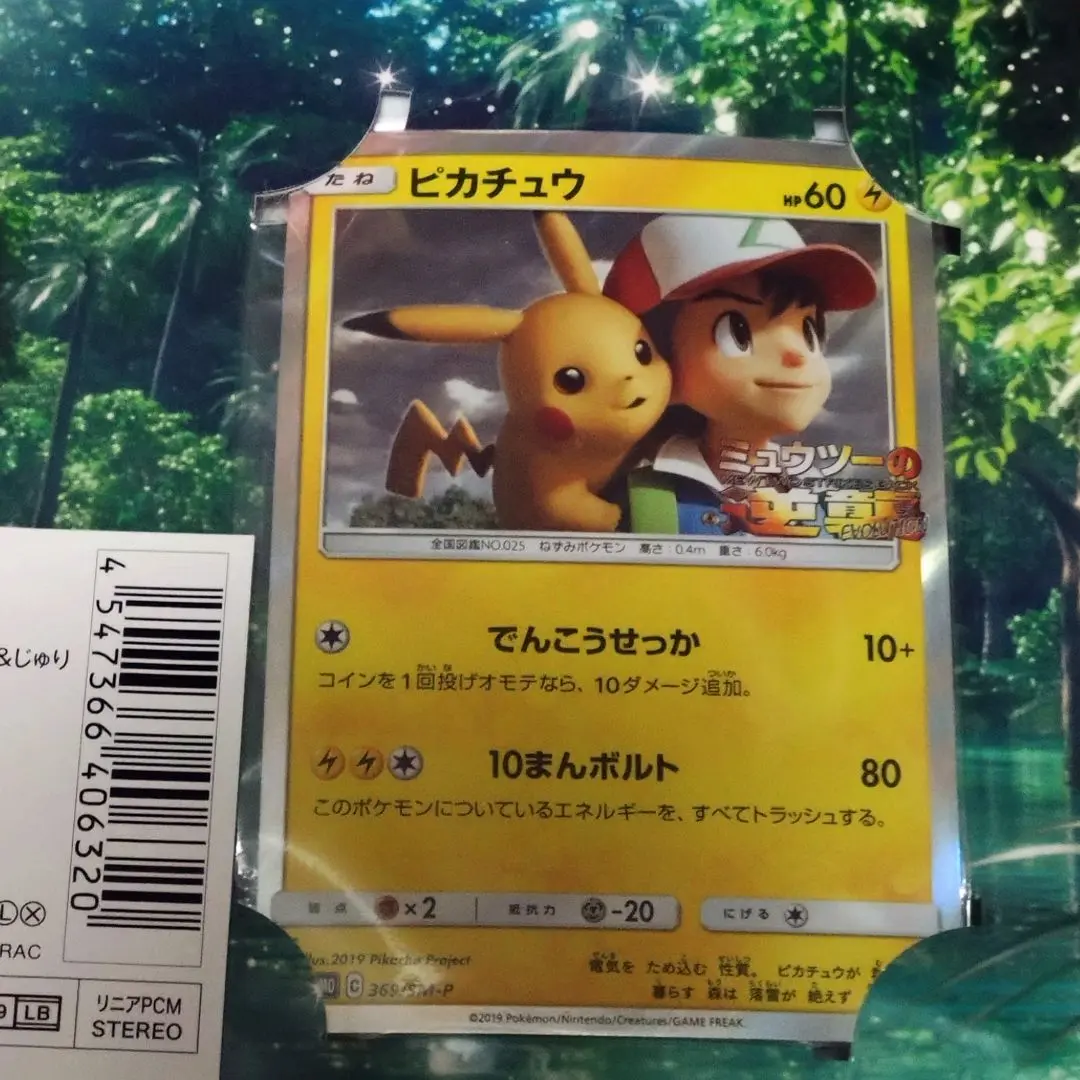 たね ピカチュウ HP60
ミュウツーの
逆襲
EVOLUTION
全国図鑑NO.025 ねずみポケモン 高さ:0.4m 重さ:6.0kg
でんこうせっか 10+
コインを1回投げオモテなら、10ダメージ追加。
10まんボルト 80
このポケモンについているエネルギーを、すべてトラッシュする。
弱点 ×2 抵抗力 -20 にげる
2019 Pikachu Project
C 369/SM-P
電気を ため込む 性質。 ピカチュウが
暮らす 森は 落雷が 絶えず
©2019 Pokémon/Nintendo/Creatures/GAME FREAK
&じゅり
4 547366 406320
RAC
9 LB
リニアPCM
STEREO